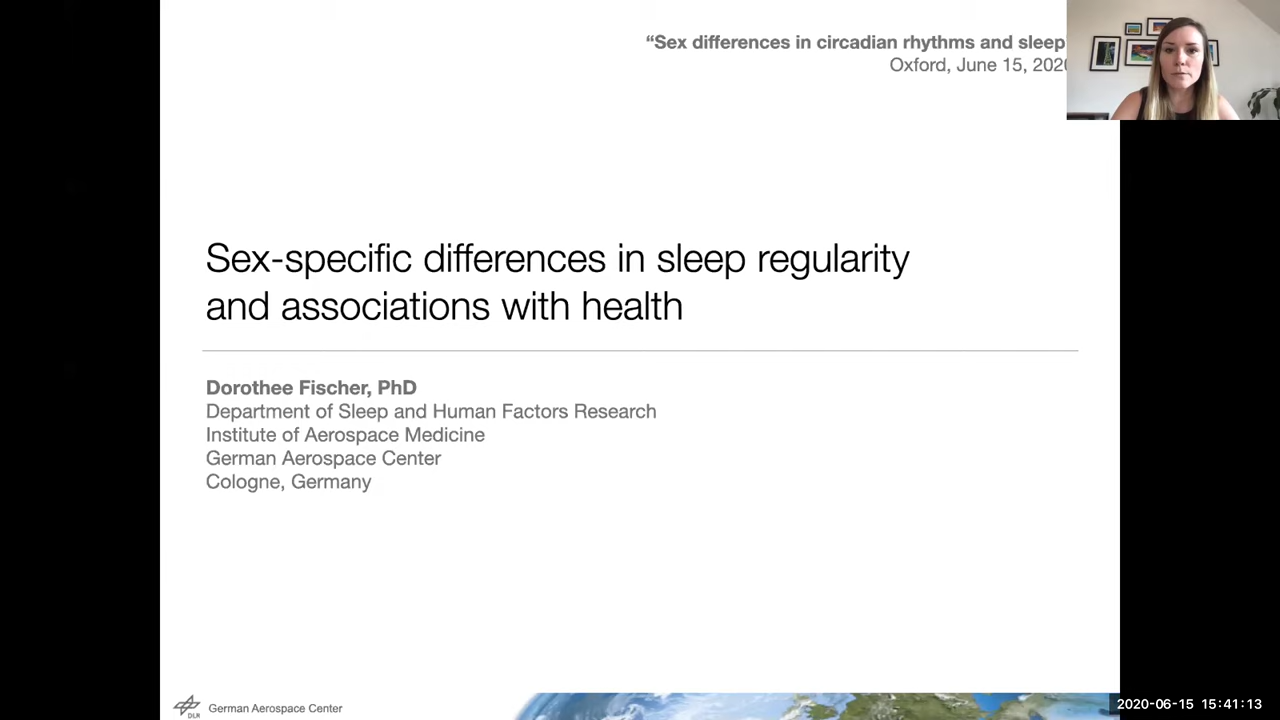 “Sex differences in circadian rhythms and sleep
Oxford, June 15, 2020
Sex-specific differences in sleep regularity
and associations with health
Dorothee Fischer, PhD
Department of Sleep and Human Factors Research
Institute of Aerospace Medicine
German Aerospace Center
Cologne, Germany
DLR
German Aerospace Center
2020-06-15 15:41:13